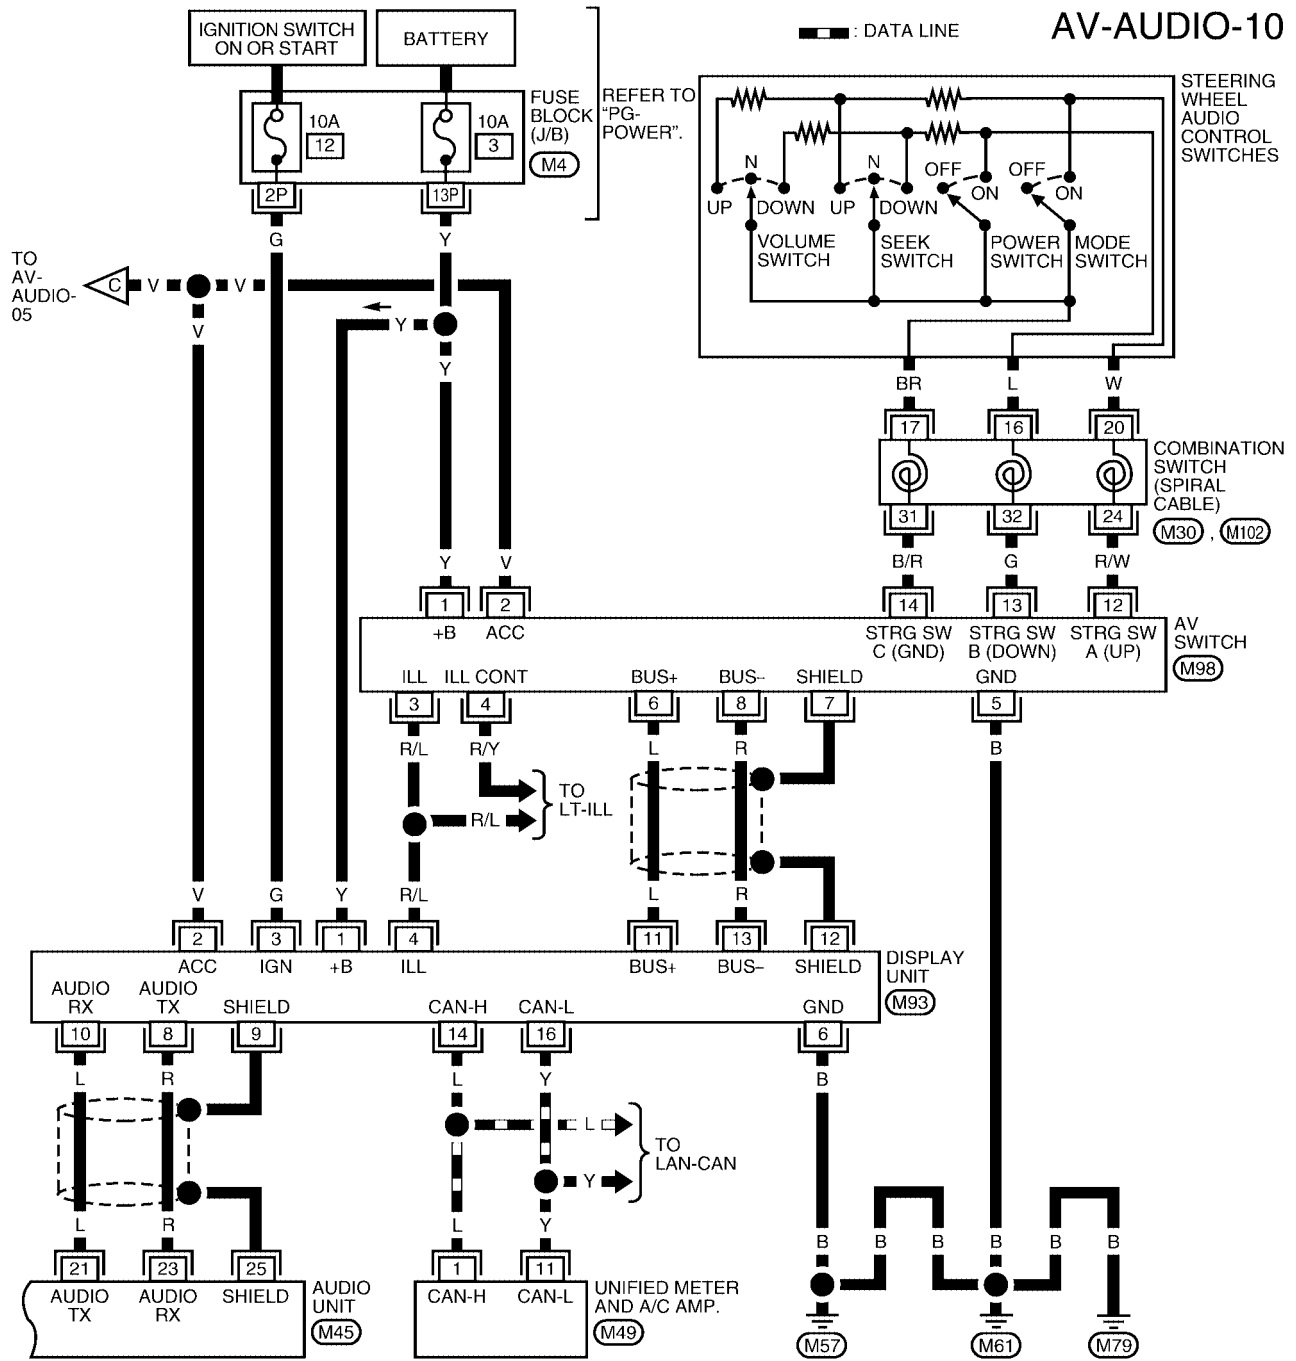 AV-AUDIO-10
: DATA LINE
IGNITION SWITCH
ON OR START
BATTERY
10A
12
10A
3
FUSE
BLOCK
(J/B)
M4
REFER TO
"PG-
POWER".
2P
13P
G
Y
TO
AV-
AUDIO-
05
C
V
V
V
Y
Y
STEERING
WHEEL
AUDIO
CONTROL
SWITCHES
N
N
OFF
ON
OFF
ON
UP
DOWN
UP
DOWN
VOLUME
SWITCH
SEEK
SWITCH
POWER
SWITCH
MODE
SWITCH
BR
L
W
17
16
20
COMBINATION
SWITCH
(SPIRAL
CABLE)
M30 , M102
31
32
24
B/R
G
R/W
Y
V
1
2
14
13
12
+B
ACC
STRG SW
C (GND)
STRG SW
B (DOWN)
STRG SW
A (UP)
AV
SWITCH
M98
ILL
ILL CONT
BUS+
BUS–
SHIELD
GND
3
4
6
8
7
5
R/L
R/Y
L
R
B
TO
LT-ILL
R/L
V
G
Y
R/L
L
R
2
3
1
4
11
13
12
ACC
IGN
+B
ILL
BUS+
BUS–
SHIELD
DISPLAY
UNIT
M93
AUDIO
RX
AUDIO
TX
SHIELD
CAN-H
CAN-L
GND
10
8
9
14
16
6
L
R
L
Y
B
L
Y
TO
LAN-CAN
L
R
L
Y
B
B
B
B
B
B
21
23
25
1
11
AUDIO
TX
AUDIO
RX
SHIELD
AUDIO
UNIT
M45
CAN-H
CAN-L
UNIFIED METER
AND A/C AMP.
M49
M57
M61
M79